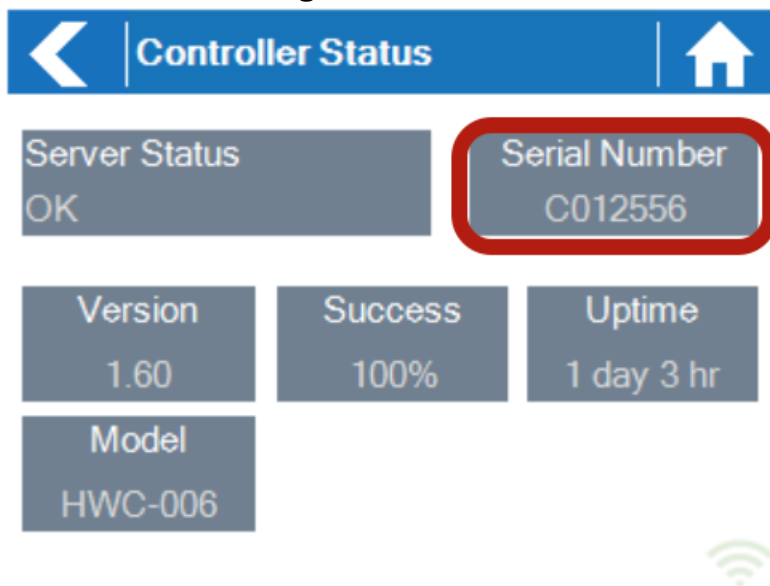 Controller Status
Server Status
OK
Serial Number
C012556
Version
1.60
Success
100%
Uptime
1 day 3 hr
Model
HWC-006